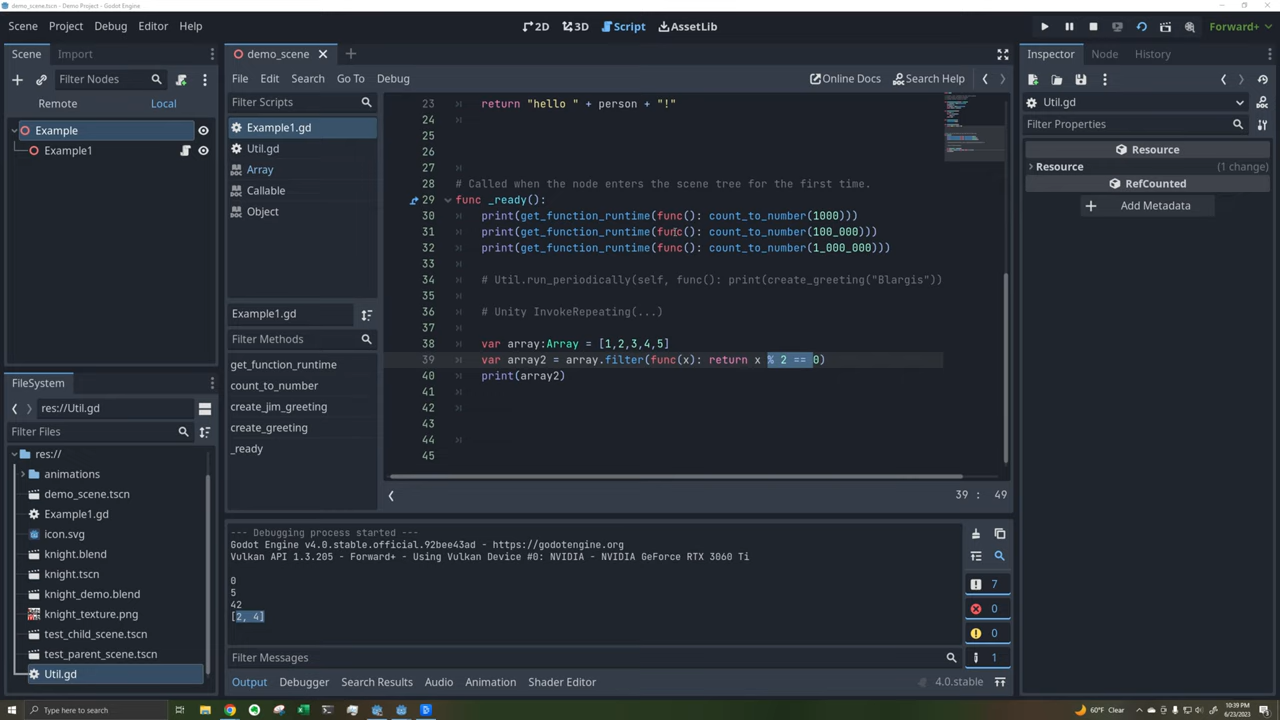 demo_scene.tscn - Demo Project - Godot Engine
Scene Project Debug Editor Help
2D 3D Script AssetLib
Forward+
Scene Import
Filter Nodes
Remote Local
Example
Example1
demo_scene
File Edit Search Go To Debug
Online Docs Search Help
Filter Scripts
Example1.gd
Util.gd
Array
Callable
Object
Example1.gd
Filter Methods
get_function_runtime
count_to_number
create_jim_greeting
create_greeting
_ready
23 return "hello " + person + "!"
24
25
26
27
28 # Called when the node enters the scene tree for the first time.
29 func _ready():
30 print(get_function_runtime(func(): count_to_number(1000)))
31 print(get_function_runtime(func(): count_to_number(100_000)))
32 print(get_function_runtime(func(): count_to_number(1_000_000)))
33
34 # Util.run_periodically(self, func(): print(create_greeting("Blargis"))
35
36 # Unity InvokeRepeating(...)
37
38 var array:Array = [1,2,3,4,5]
39 var array2 = array.filter(func(x): return x % 2 == 0)
40 print(array2)
41
42
43
44
45
39 : 49
FileSystem
res://Util.gd
Filter Files
res://
animations
demo_scene.tscn
Example1.gd
icon.svg
knight.blend
knight.tscn
knight_demo.blend
knight_texture.png
test_child_scene.tscn
test_parent_scene.tscn
Util.gd
--- Debugging process started ---
Godot Engine v4.0.stable.official.92bee43ad - https://godotengine.org
Vulkan API 1.3.205 - Forward+ - Using Vulkan Device #0: NVIDIA - NVIDIA GeForce RTX 3060 Ti
0
5
42
[2, 4]
7
0
0
1
Filter Messages
Output Debugger Search Results Audio Animation Shader Editor
4.0.stable
Inspector Node History
Util.gd
Filter Properties
Resource
Resource (1 change)
RefCounted
Add Metadata
Type here to search
60°F Clear
10:39 PM
6/23/2023